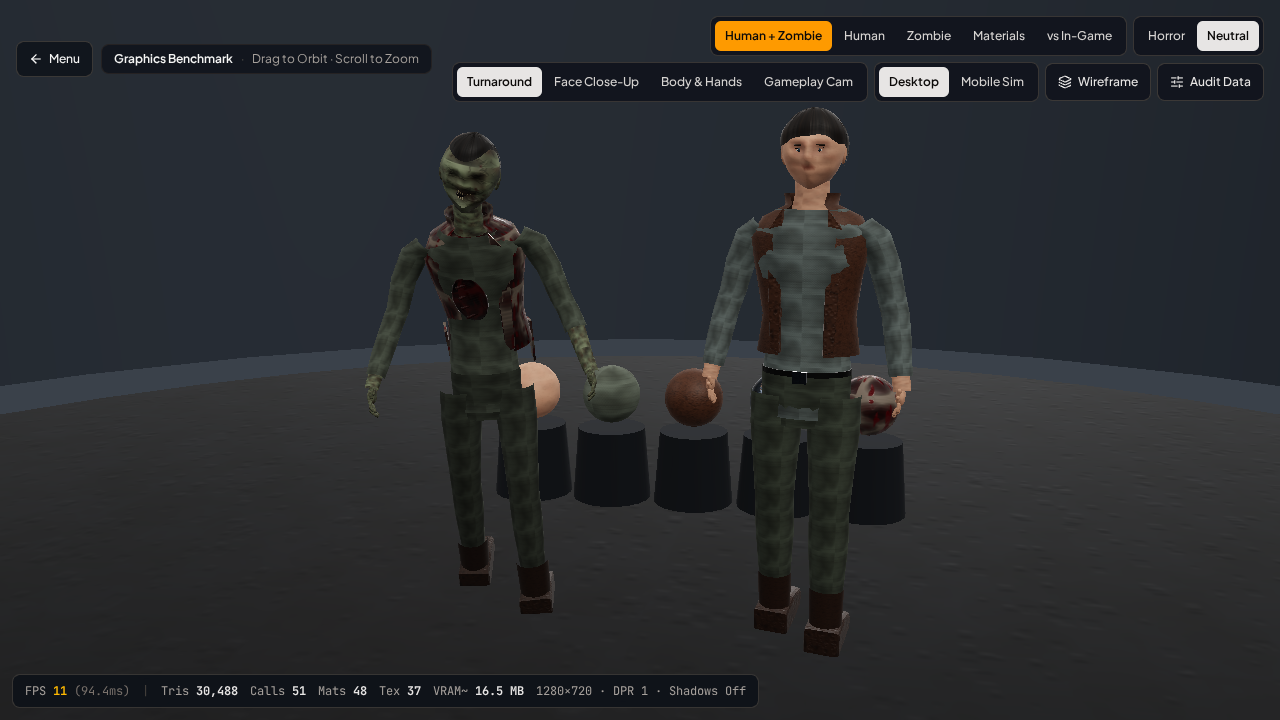 Human + Zombie Human Zombie Materials vs In-Game Horror Neutral
Menu Graphics Benchmark · Drag to Orbit · Scroll to Zoom
Turnaround Face Close-Up Body & Hands Gameplay Cam Desktop Mobile Sim Wireframe Audit Data
FPS 11 (94.4ms) | Tris 30,488 Calls 51 Mats 48 Tex 37 VRAM~ 16.5 MB 1280×720 · DPR 1 · Shadows Off